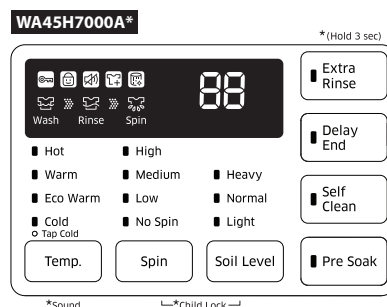 WA45H7000A*
*(Hold 3 sec)
88
Wash Rinse Spin
Hot High
Warm Medium Heavy
Eco Warm Low Normal
Cold No Spin Light
Tap Cold
Temp. Spin Soil Level
Extra
Rinse
Delay
End
Self
Clean
Pre Soak
*Sound *Child Lock